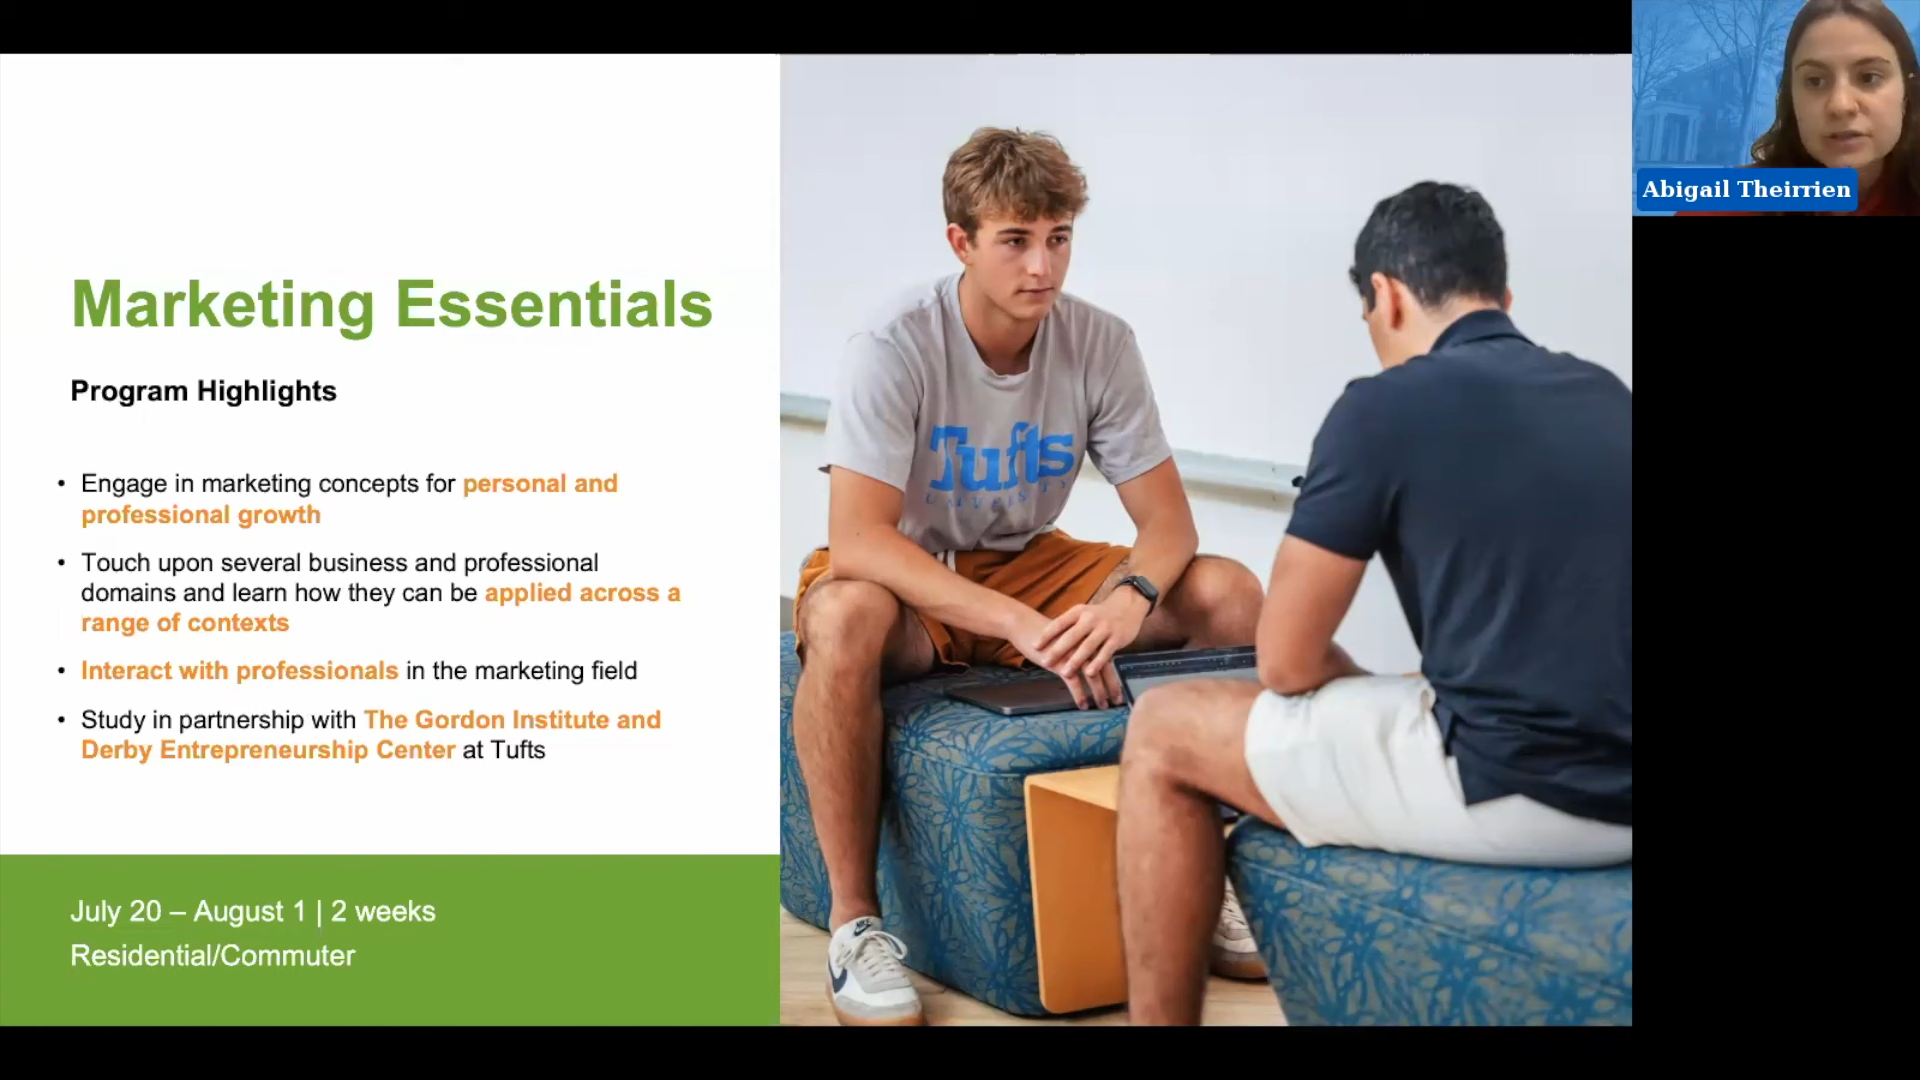 Marketing Essentials
Program Highlights
• Engage in marketing concepts for personal and
professional growth
• Touch upon several business and professional
domains and learn how they can be applied across a
range of contexts
• Interact with professionals in the marketing field
• Study in partnership with The Gordon Institute and
Derby Entrepreneurship Center at Tufts
July 20 – August 1 | 2 weeks
Residential/Commuter
Tufts
UNIVERSITY
Abigail Theirrien